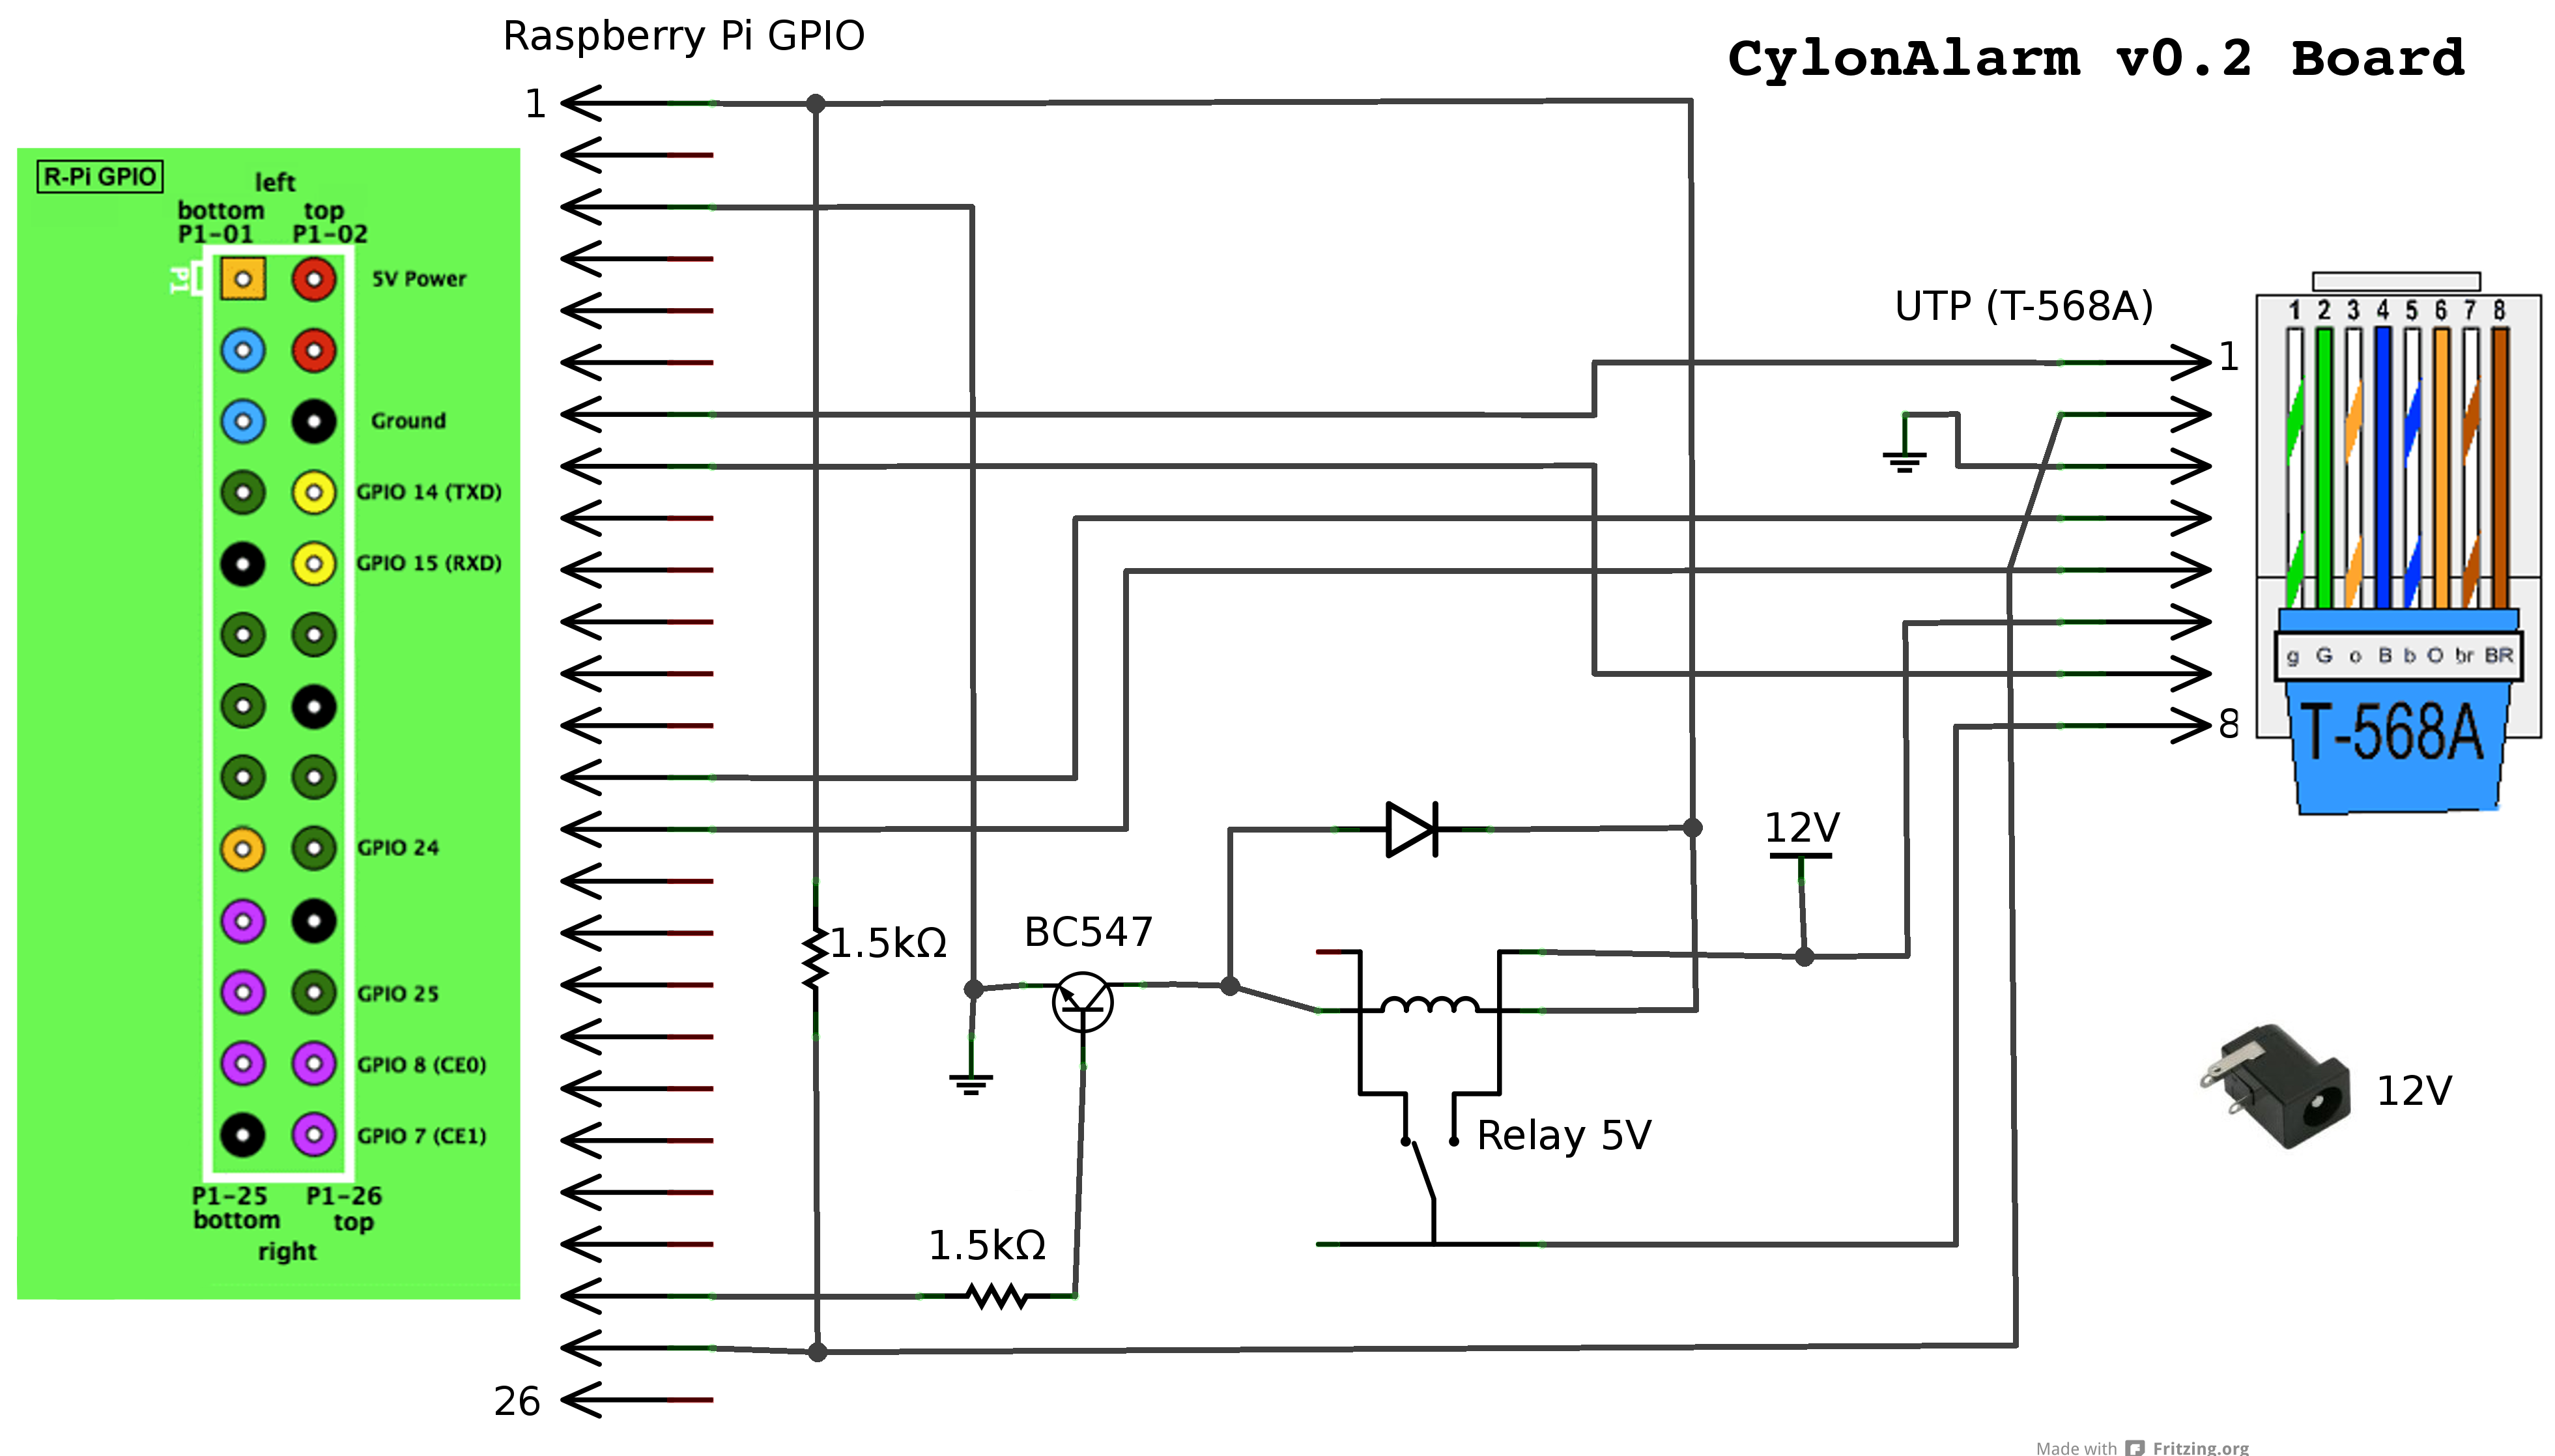 Raspberry Pi GPIO
CylonAlarm v0.2 Board
1
R-Pi GPIO
left
bottom top
P1-01 P1-02
P1
5V Power
Ground
GPIO 14 (TXD)
GPIO 15 (RXD)
GPIO 24
GPIO 25
GPIO 8 (CE0)
GPIO 7 (CE1)
P1-25 P1-26
bottom top
right
26
1.5kΩ
BC547
1.5kΩ
Relay 5V
12V
UTP (T-568A)
1
8
1 2 3 4 5 6 7 8
g G o B b O br BR
T-568A
12V
Made with Fritzing.org